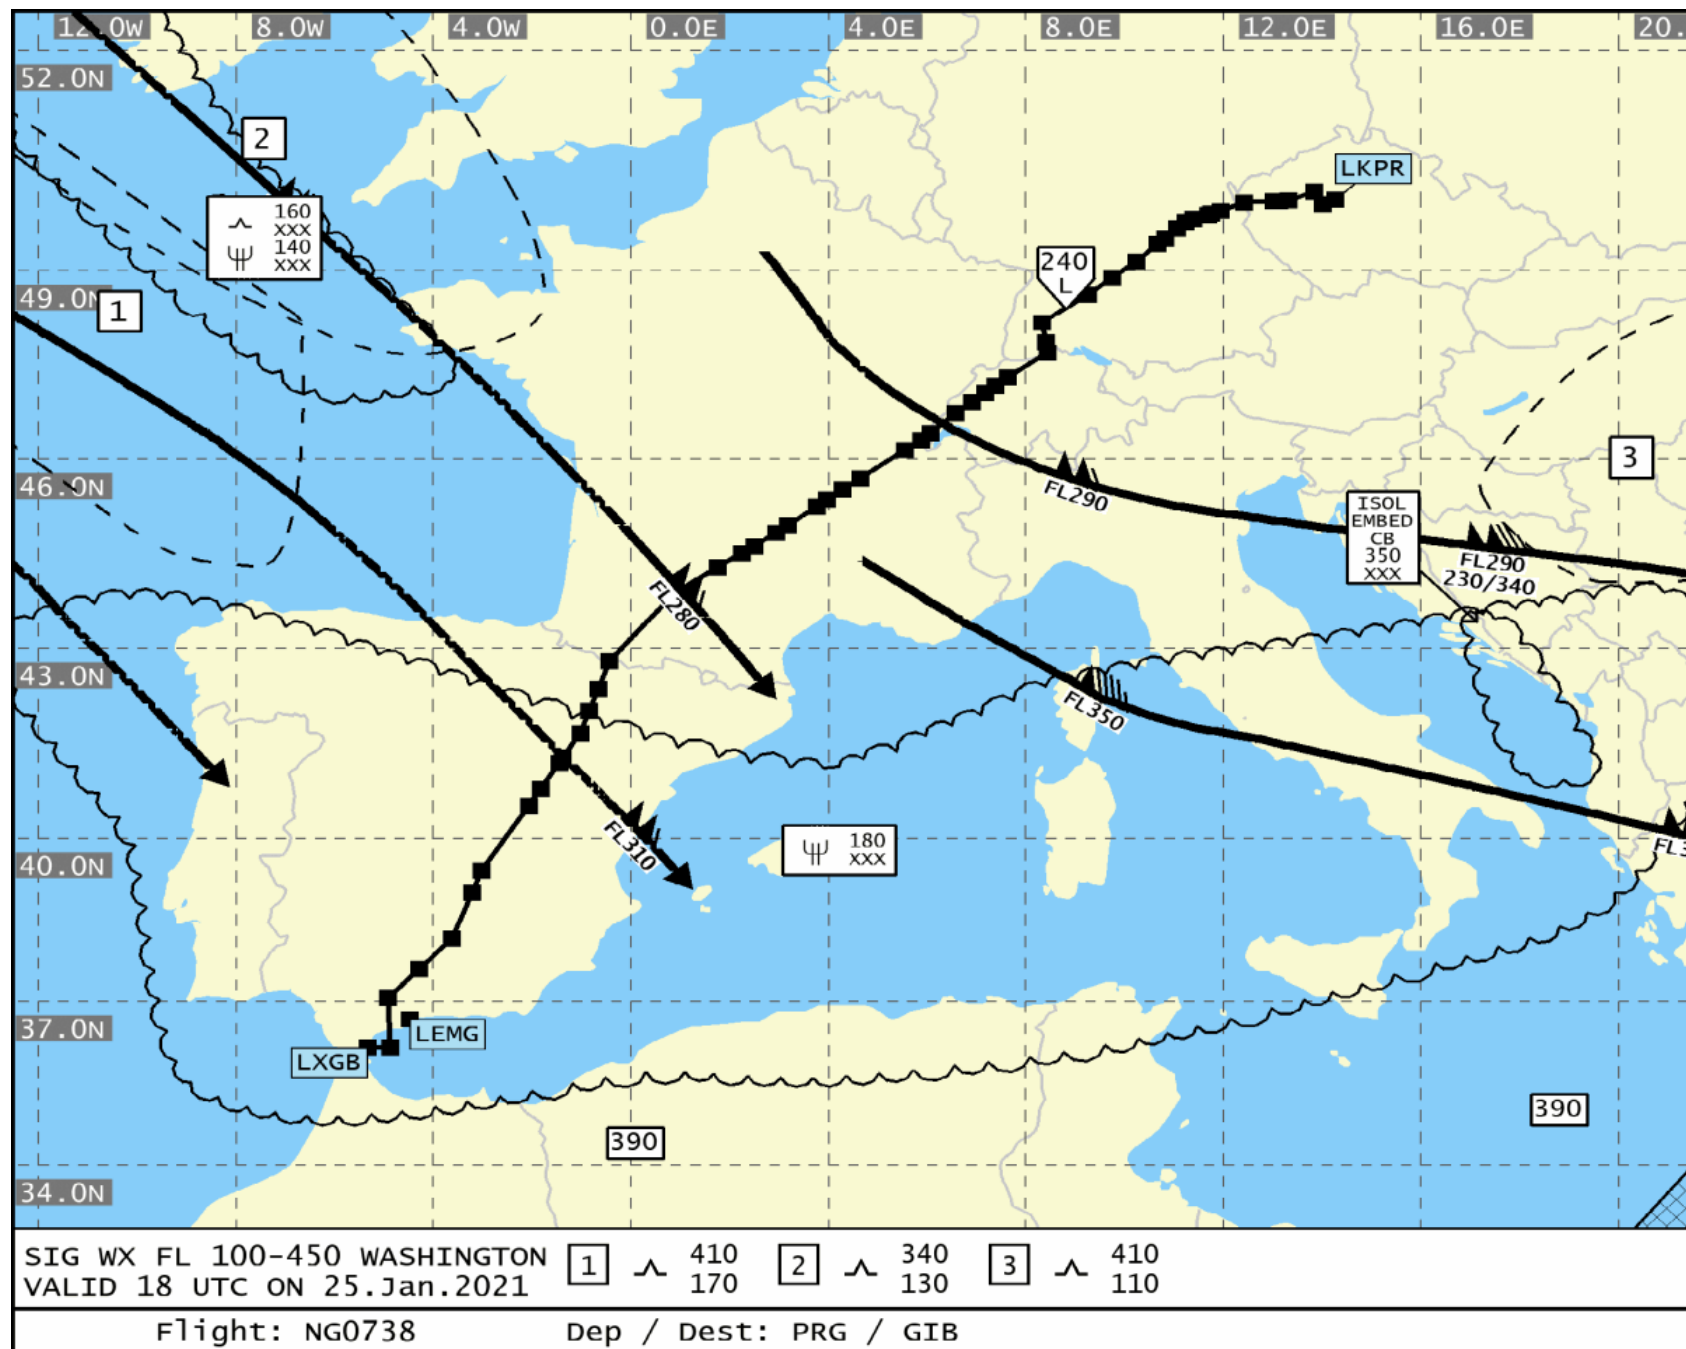 12.0W 8.0W 4.0W 0.0E 4.0E 8.0E 12.0E 16.0E 20.
52.0N
2
LKPR
160
XXX
140
XXX
240
L
49.0N
1
46.0N
3
FL290
ISOL
EMBED
CB
350
XXX
FL290
230/340
FL280
43.0N
FL350
FL310
180
XXX
FL3
40.0N
37.0N
LEMG
LXGB
390
390
34.0N
SIG WX FL 100-450 WASHINGTON
VALID 18 UTC ON 25.Jan.2021
1 410
170
2 340
130
3 410
110
Flight: NG0738 Dep / Dest: PRG / GIB